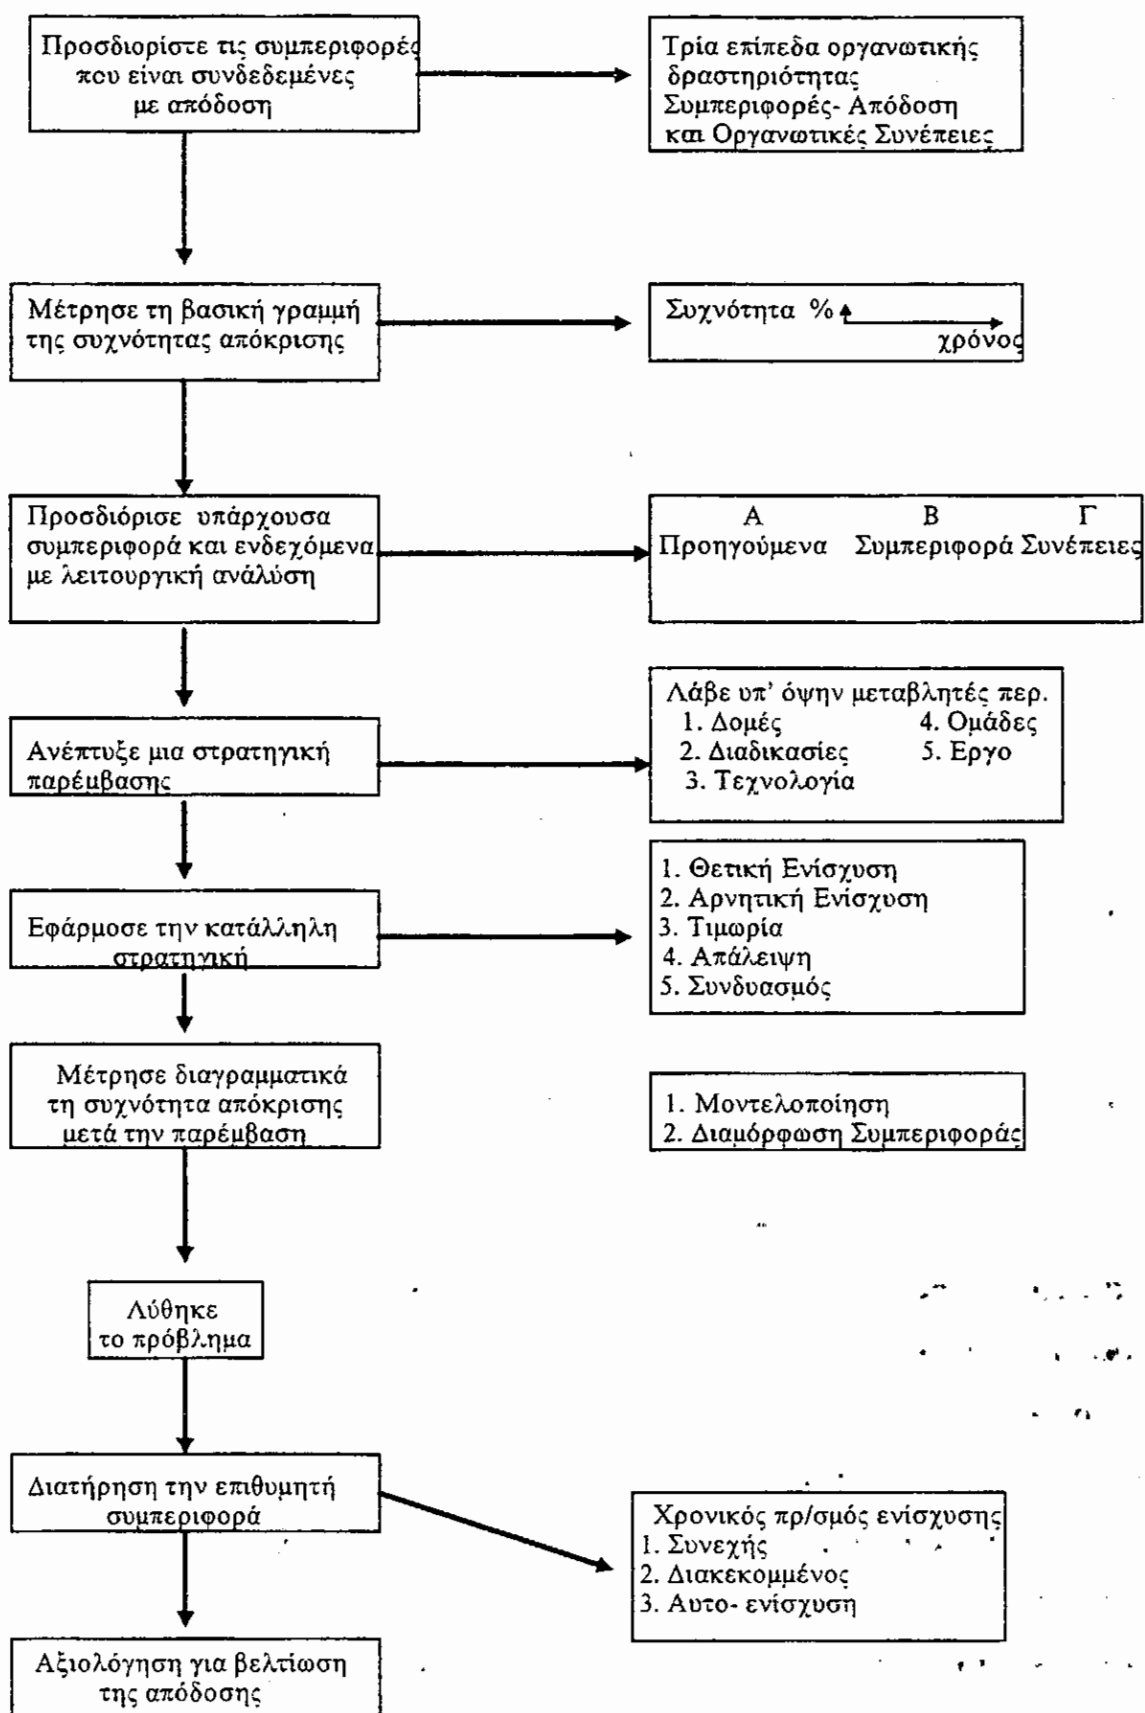 Προσδιορίστε τις συμπεριφορές
που είναι συνδεδεμένες
με απόδοση
Τρία επίπεδα οργανωτικής
δραστηριότητας
Συμπεριφορές- Απόδοση
και Οργανωτικές Συνέπειες
Μέτρησε τη βασική γραμμή
της συχνότητας απόκρισης
Συχνότητα %
χρόνος
Προσδιόρισε υπάρχουσα
συμπεριφορά και ενδεχόμενα
με λειτουργική ανάλύση
Α Β Γ
Προηγούμενα Συμπεριφορά Συνέπειες
Ανέπτυξε μια στρατηγική
παρέμβασης
Λάβε υπ’ όψην μεταβλητές περ.
1. Δομές 4. Ομάδες
2. Διαδικασίες 5. Εργο
3. Τεχνολογία
Εφάρμοσε την κατάλληλη
στρατηγική
1. Θετική Ενίσχυση
2. Αρνητική Ενίσχυση
3. Τιμωρία
4. Απάλειψη
5. Συνδυασμός
Μέτρησε διαγραμματικά
τη συχνότητα απόκρισης
μετά την παρέμβαση
1. Μοντελοποίηση
2. Διαμόρφωση Συμπεριφοράς
Λύθηκε
το πρόβλημα
Διατήρηση την επιθυμητή
συμπεριφορά
Χρονικός πρ/σμός ενίσχυσης
1. Συνεχής
2. Διακεκομμένος
3. Αυτο- ενίσχυση
Αξιολόγηση για βελτίωση
της απόδοσης